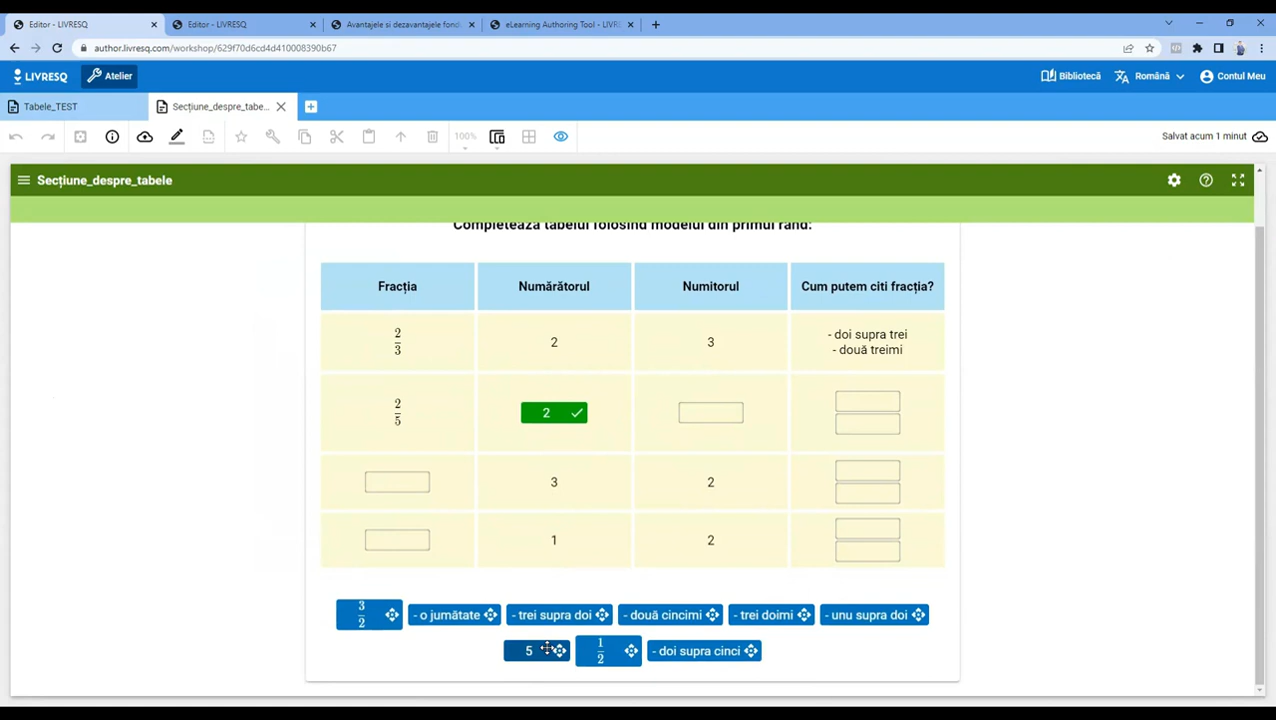 Editor - LIVRESQ
Editor - LIVRESQ
Avantajele si dezavantajele fond
eLearning Authoring Tool - LIVR
author.livresq.com/workshop/629f70d6cd4d410008390b67
LIVRESQ
Atelier
Bibliotecă
Română
Contul Meu
Tabele_TEST
Secțiune_despre_tabe...
100%
Salvat acum 1 minut
Secțiune_despre_tabele
Completează tabelul folosind modelul din primul rând:
Fracția Numărătorul Numitorul Cum putem citi fracția?
2/3 2 3 - doi supra trei
- două treimi
2/5 2
3 2
1 2
3/2 - o jumătate - trei supra doi - două cincimi - trei doimi - unu supra doi
5 1/2 - doi supra cinci